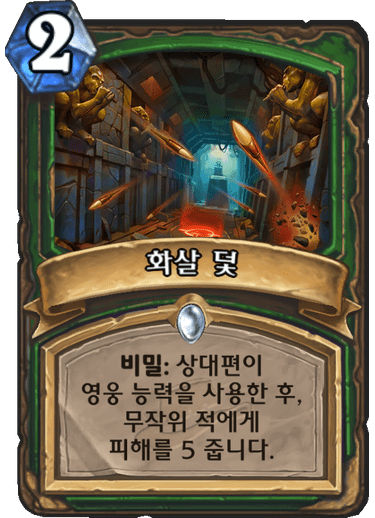 2
화살 덫
비밀: 상대편이
영웅 능력을 사용한 후,
무작위 적에게
피해를 5 줍니다.